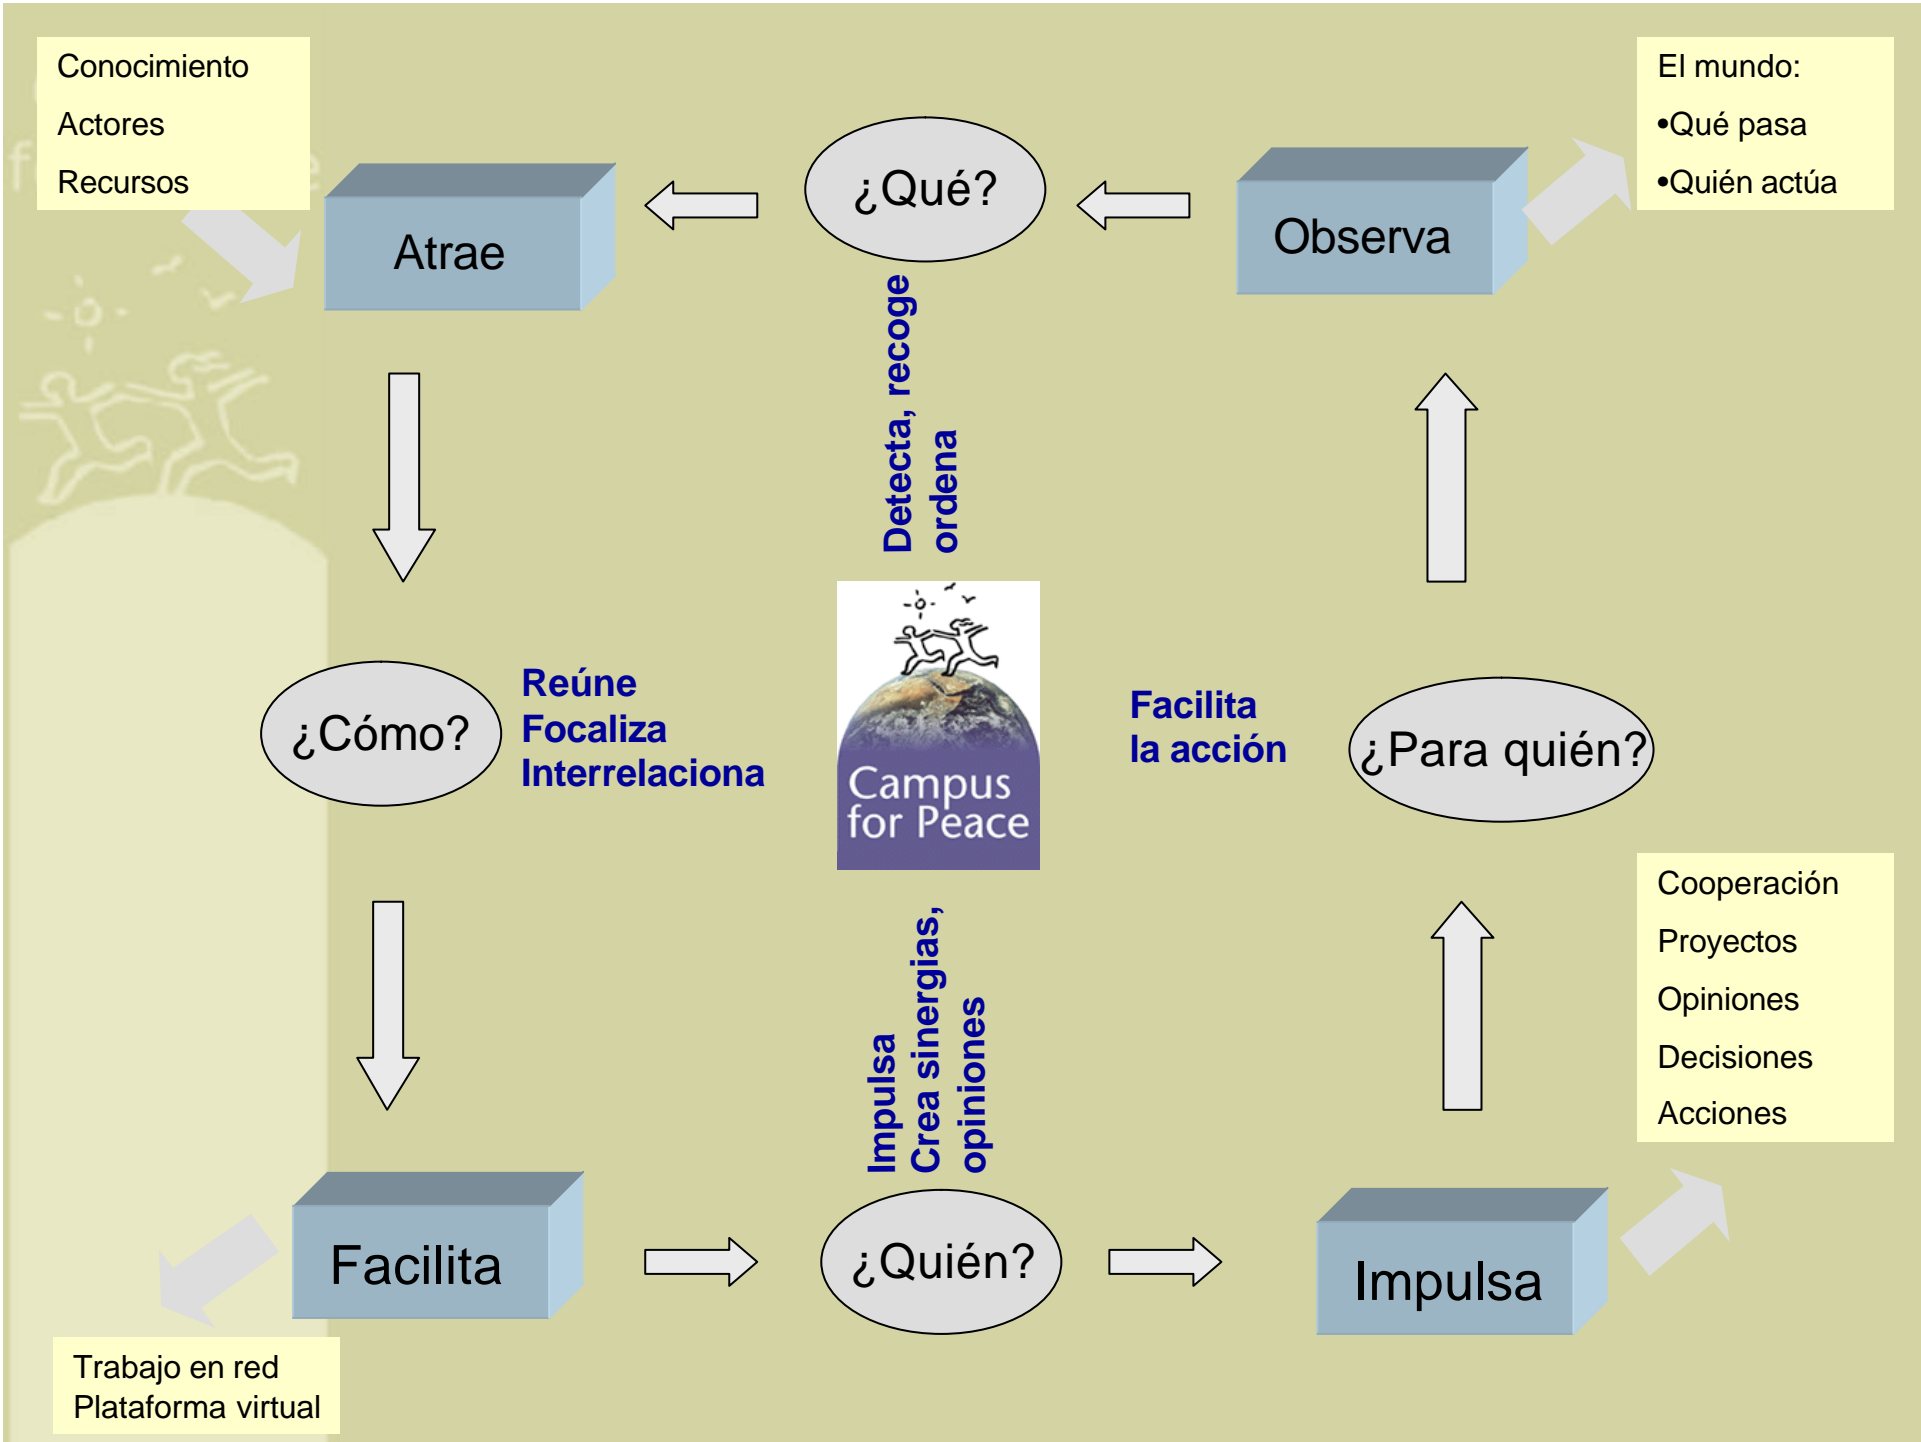 Conocimiento
Actores
Recursos
El mundo:
•Qué pasa
•Quién actúa
¿Qué?
Atrae
Observa
Detecta, recoge
ordena
¿Cómo?
Reúne
Focaliza
Interrelaciona
Campus
for Peace
Facilita
la acción
¿Para quién?
Impulsa
Crea sinergias,
opiniones
Cooperación
Proyectos
Opiniones
Decisiones
Acciones
Facilita
¿Quién?
Impulsa
Trabajo en red
Plataforma virtual